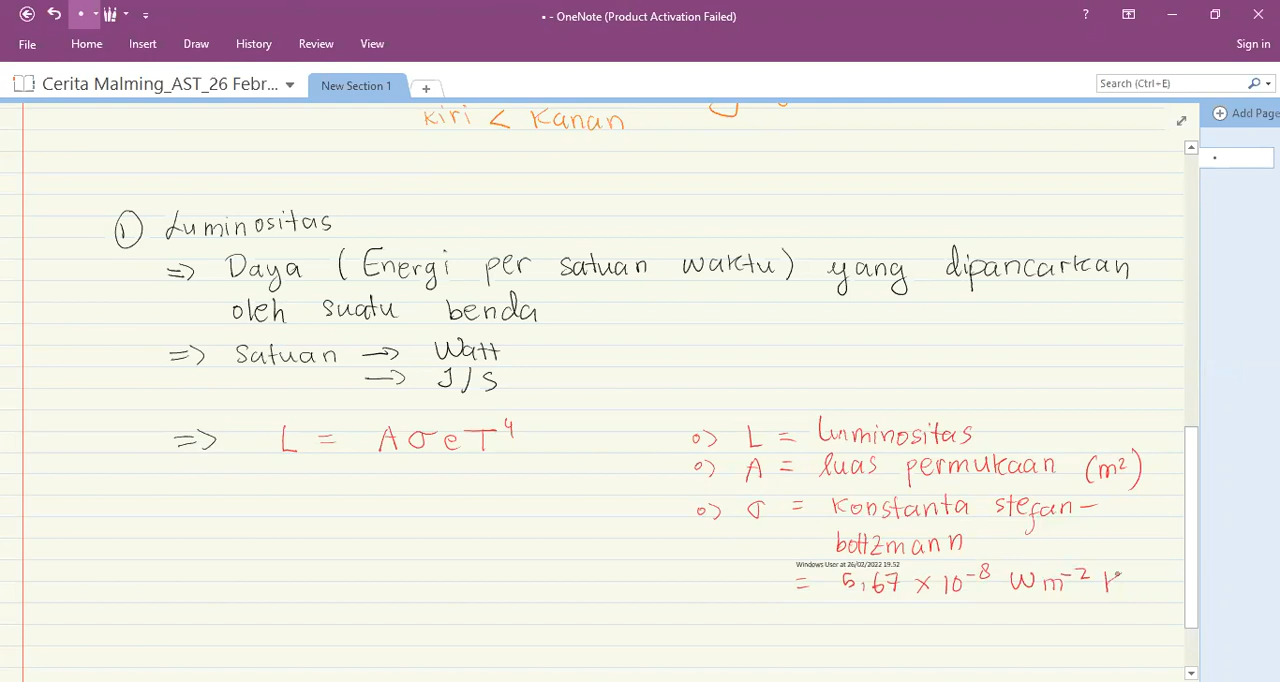 • - OneNote (Product Activation Failed)
?
File Home Insert Draw History Review View Sign in
Cerita Malming_AST_26 Febr... New Section 1 + Search (Ctrl+E)
Add Page
kiri < kanan
•
① Luminositas
=> Daya (Energi per satuan waktu) yang dipancarkan
oleh suatu benda
=> Satuan → Watt
→ J/S
=> L = A σ e T⁴
o> L = Luminositas
o> A = luas permukaan (m²)
o> σ = konstanta stefan-
boltzmann
Windows User at 26/02/2022 19.52
= 5,67 × 10⁻⁸ Wm⁻²